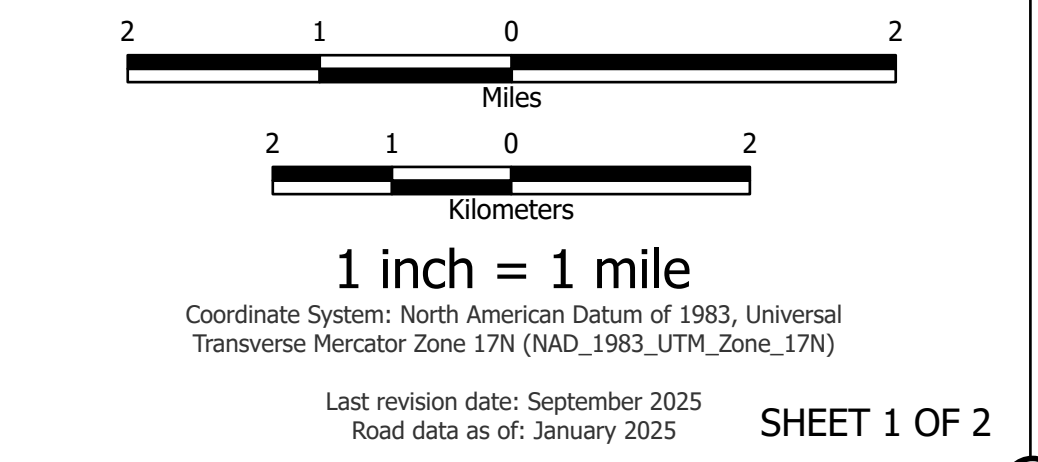 2 1 0 2
Miles
2 1 0 2
Kilometers
1 inch = 1 mile
Coordinate System: North American Datum of 1983, Universal
Transverse Mercator Zone 17N (NAD_1983_UTM_Zone_17N)
Last revision date: September 2025
Road data as of: January 2025
SHEET 1 OF 2